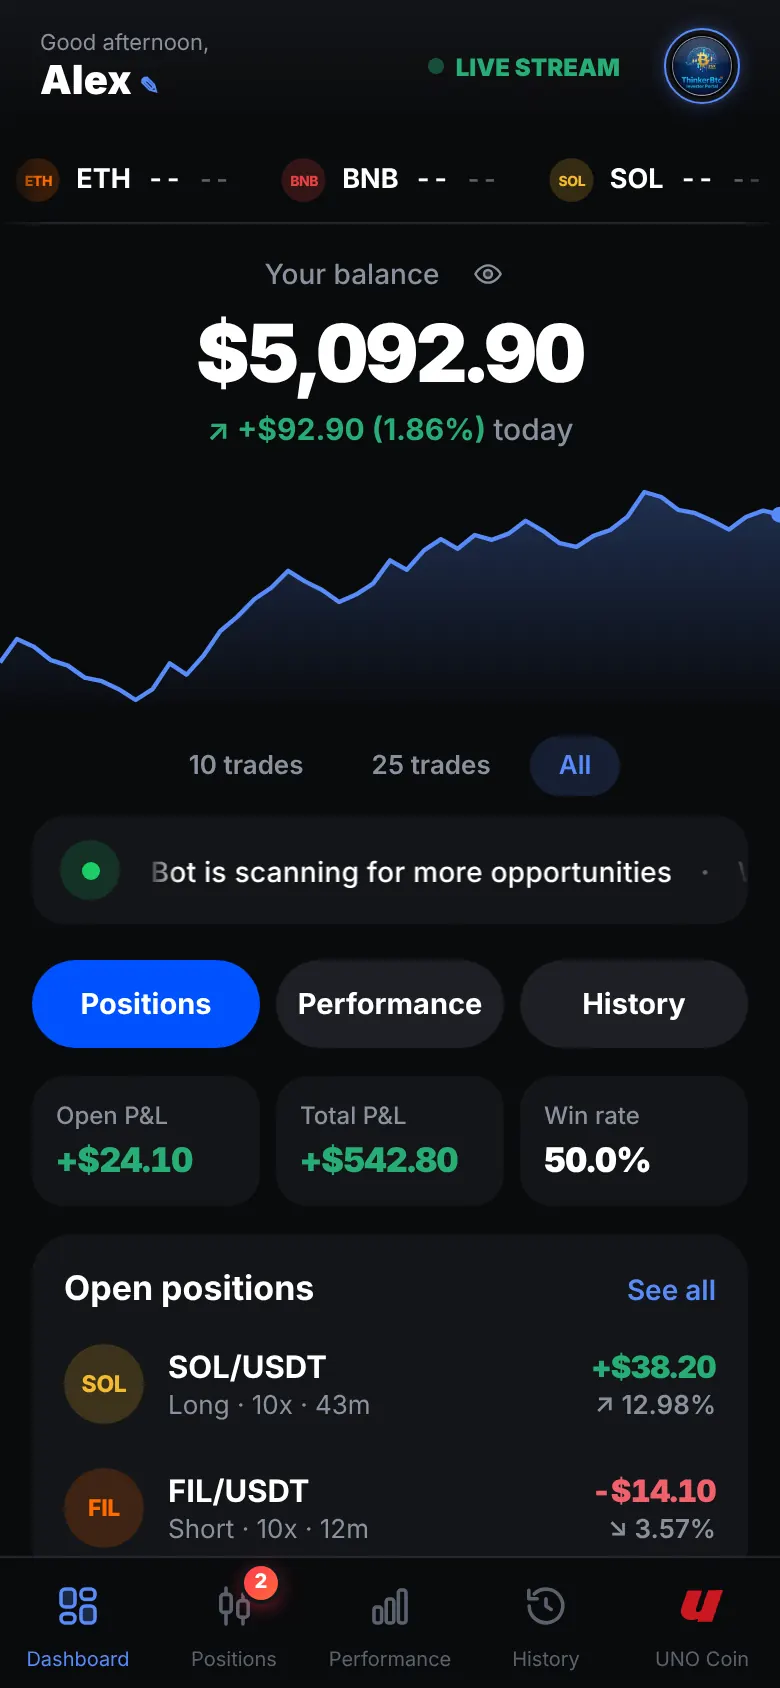 Good afternoon,
Alex ✎
LIVE STREAM
ThinkerBtc
Investor Portal
ETH ETH -- --
BNB BNB -- --
SOL SOL -- --
Your balance
$5,092.90
↗ +$92.90 (1.86%) today
10 trades 25 trades All
Bot is scanning for more opportunities ·
Positions Performance History
Open P&L Total P&L Win rate
+$24.10 +$542.80 50.0%
Open positions See all
SOL SOL/USDT +$38.20
Long · 10x · 43m ↗ 12.98%
FIL FIL/USDT -$14.10
Short · 10x · 12m ↘ 3.57%
2
Dashboard Positions Performance History UNO Coin